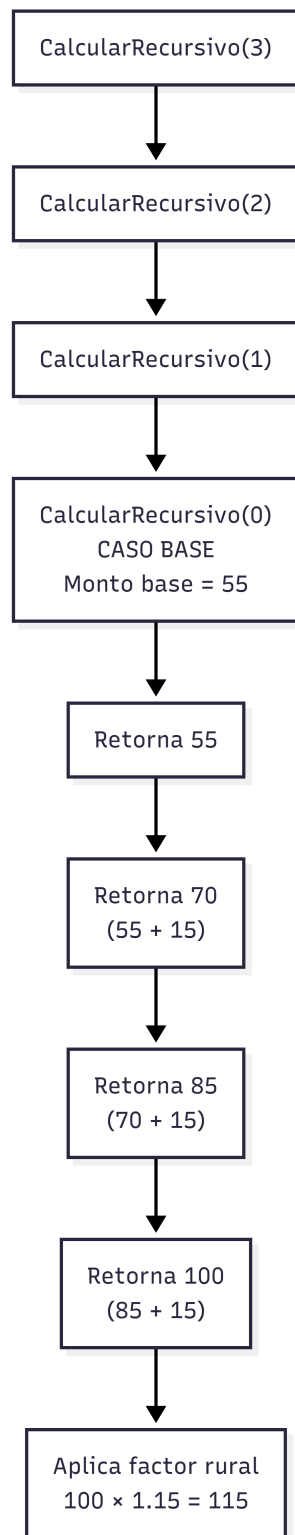 CalcularRecursivo(3)
CalcularRecursivo(2)
CalcularRecursivo(1)
CalcularRecursivo(0)
CASO BASE
Monto base = 55
Retorna 55
Retorna 70
(55 + 15)
Retorna 85
(70 + 15)
Retorna 100
(85 + 15)
Aplica factor rural
100 × 1.15 = 115